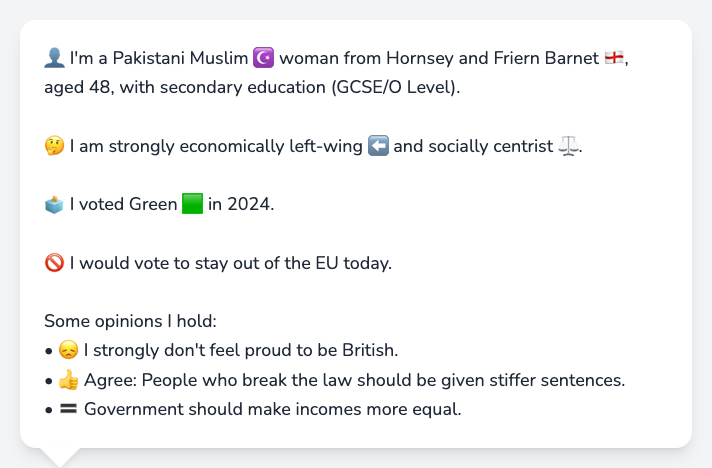 👤 I'm a Pakistani Muslim ☪️ woman from Hornsey and Friern Barnet 🏴󠁧󠁢󠁥󠁮󠁧󠁿,
aged 48, with secondary education (GCSE/O Level).
🤔 I am strongly economically left-wing ⬅️ and socially centrist ⚖️.
🗳️ I voted Green 🟩 in 2024.
🚫 I would vote to stay out of the EU today.
Some opinions I hold:
• 😞 I strongly don't feel proud to be British.
• 👍 Agree: People who break the law should be given stiffer sentences.
• 🟰 Government should make incomes more equal.